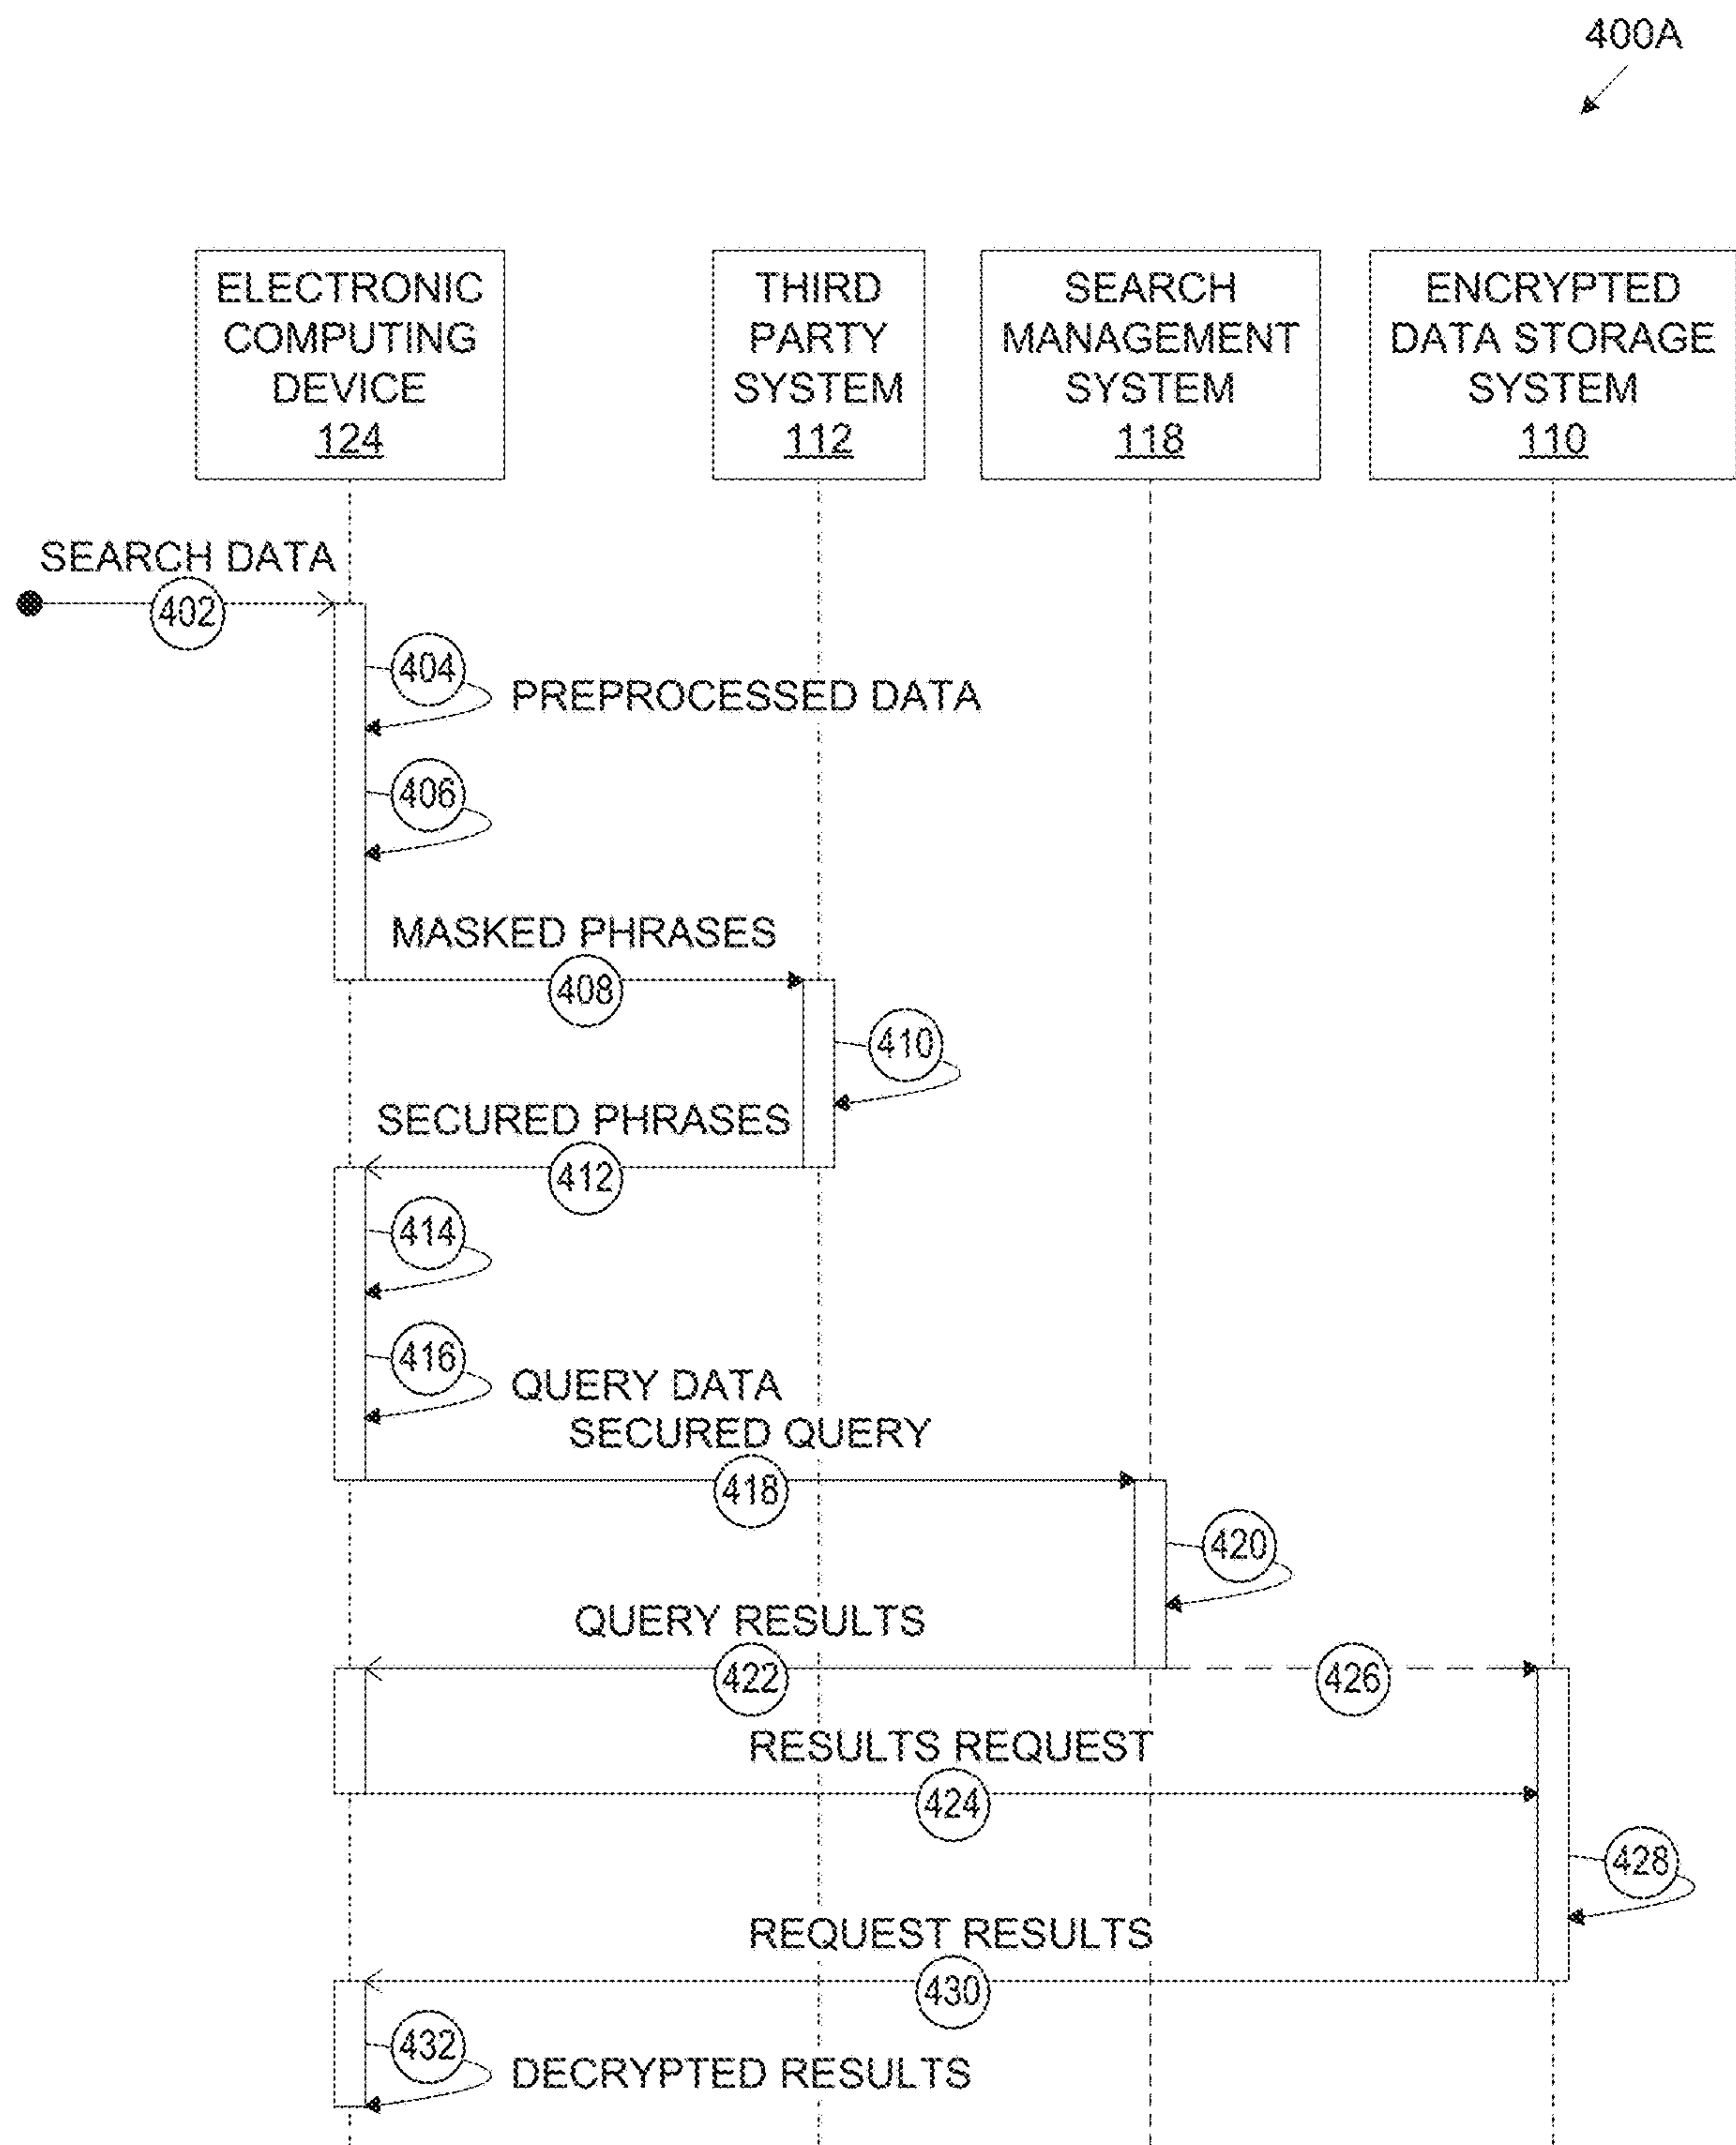 400A
ELECTRONIC
COMPUTING
DEVICE
124
THIRD
PARTY
SYSTEM
112
SEARCH
MANAGEMENT
SYSTEM
118
ENCRYPTED
DATA STORAGE
SYSTEM
110
SEARCH DATA
402
404
PREPROCESSED DATA
406
MASKED PHRASES
408
410
SECURED PHRASES
412
414
416
QUERY DATA
SECURED QUERY
418
420
QUERY RESULTS
422
426
RESULTS REQUEST
424
428
REQUEST RESULTS
430
432
DECRYPTED RESULTS